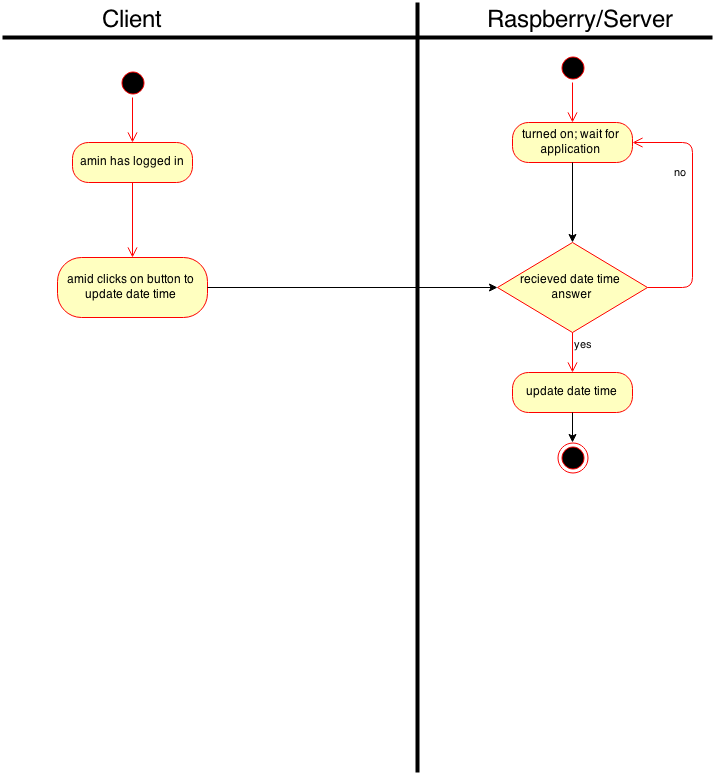 Client
Raspberry/Server
amin has logged in
amid clicks on button to
update date time
turned on; wait for
application
no
recieved date time
answer
yes
update date time